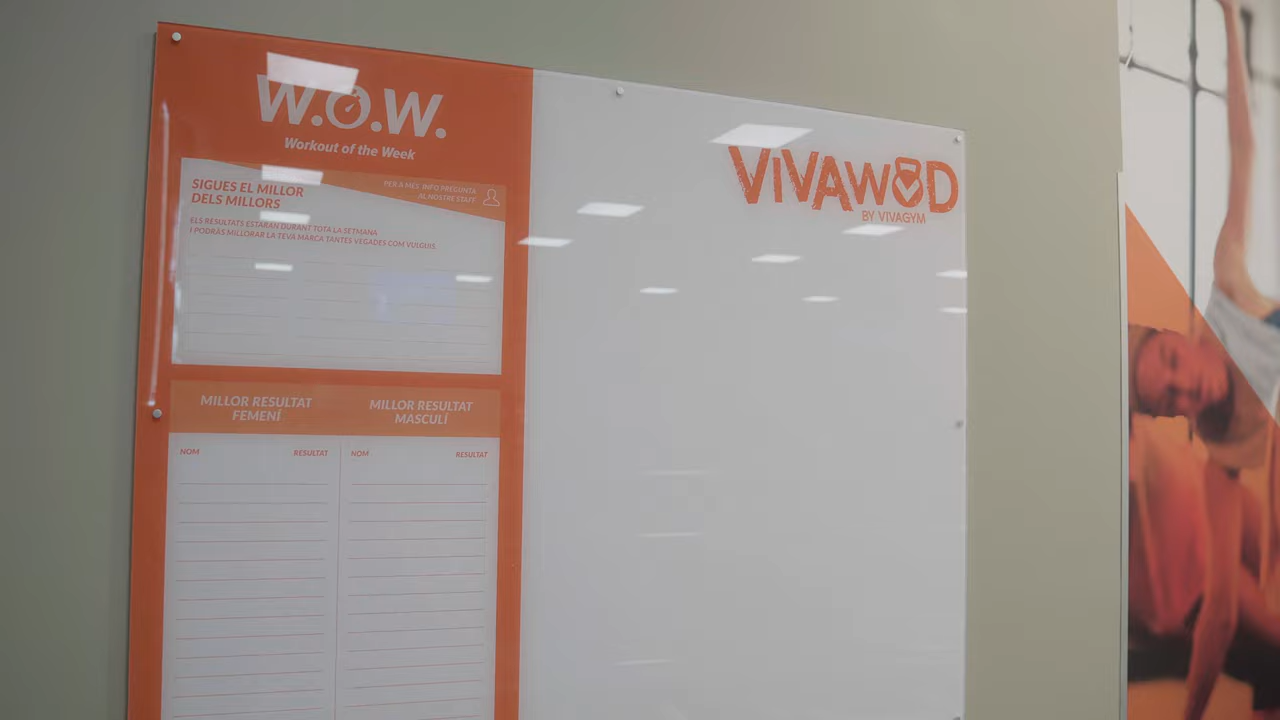 W.O.W.
Workout of the Week
SIGUES EL MILLOR
DELS MILLORS
PER A MÉS INFO PREGUNTA
AL NOSTRE STAFF
ELS RESULTATS ESTARAN DURANT TOTA LA SETMANA
I PODRÀS MILLORAR LA TEVA MARCA TANTES VEGADES COM VULGUIS.
MILLOR RESULTAT
FEMENÍ
MILLOR RESULTAT
MASCULÍ
NOM RESULTAT
NOM RESULTAT
VIVAWOD
BY VIVAGYM